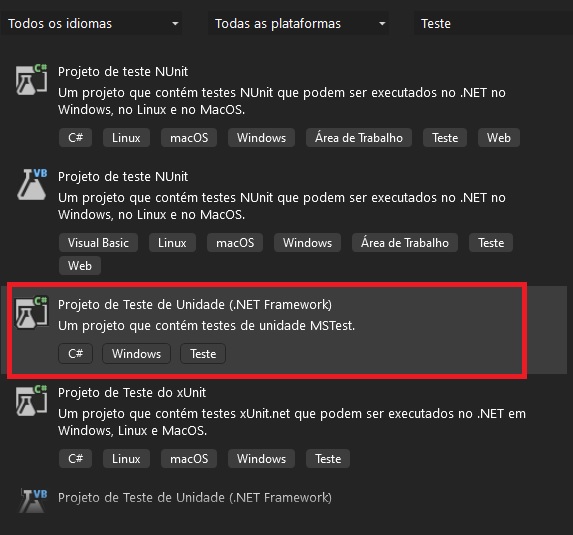 Todos os idiomas
Todas as plataformas
Teste
C#
Projeto de teste NUnit
Um projeto que contém testes NUnit que podem ser executados no .NET no
Windows, no Linux e no MacOS.
C# Linux macOS Windows Área de Trabalho Teste Web
VB
Projeto de teste NUnit
Um projeto que contém testes NUnit que podem ser executados no .NET no
Windows, no Linux e no MacOS.
Visual Basic Linux macOS Windows Área de Trabalho Teste
Web
C#
Projeto de Teste de Unidade (.NET Framework)
Um projeto que contém testes de unidade MSTest.
C# Windows Teste
C#
Projeto de Teste do xUnit
Um projeto que contém testes xUnit.net que podem ser executados no .NET em
Windows, Linux e MacOS.
C# Linux macOS Windows Teste
VB
Projeto de Teste de Unidade (.NET Framework)